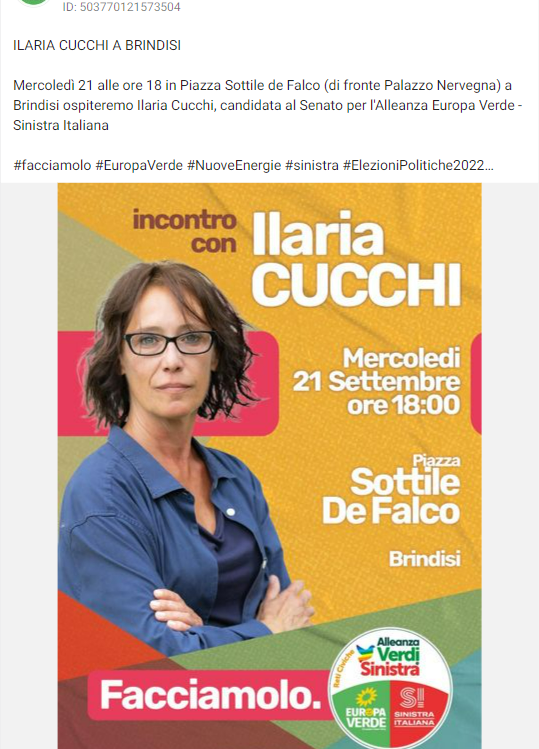 ID: 503770121573504
ILARIA CUCCHI A BRINDISI
Mercoledì 21 alle ore 18 in Piazza Sottile de Falco (di fronte Palazzo Nervegna) a
Brindisi ospiteremo Ilaria Cucchi, candidata al Senato per l'Alleanza Europa Verde -
Sinistra Italiana
#facciamolo #EuropaVerde #NuoveEnergie #sinistra #ElezioniPolitiche2022...
incontro
con
Ilaria
CUCCHI
Mercoledi
21 Settembre
ore 18:00
Piazza
Sottile
De Falco
Brindisi
Facciamolo.
Reti Civiche
Alleanza
Verdi
Sinistra
EUROPA
VERDE
SI
SINISTRA
ITALIANA